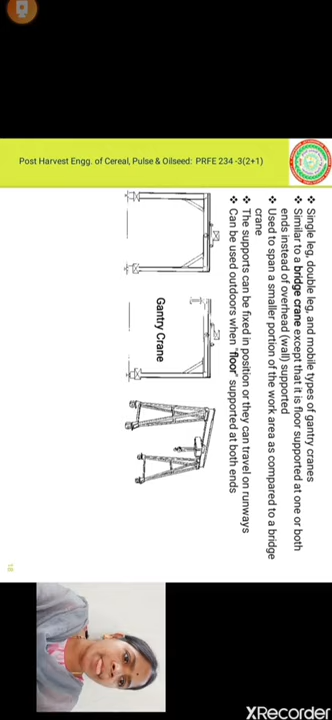 ❖ Single leg, double leg, and mobile types of gantry cranes
❖ Similar to a bridge crane except that it is floor supported at one or both
ends instead of overhead (wall) supported
❖ Used to span a smaller portion of the work area as compared to a bridge
crane
❖ The supports can be fixed in position or they can travel on runways
❖ Can be used outdoors when "floor" supported at both ends
Gantry Crane
Post Harvest Engg. of Cereal, Pulse & Oilseed: PRFE 234 -3(2+1)
18
XRecorder